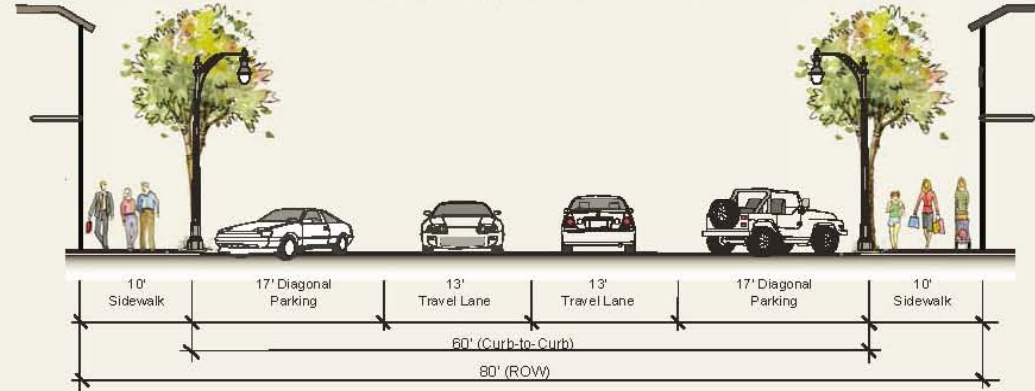 10'
Sidewalk
17' Diagonal
Parking
13'
Travel Lane
13'
Travel Lane
17' Diagonal
Parking
10'
Sidewalk
60' (Curb-to-Curb)
80' (ROW)